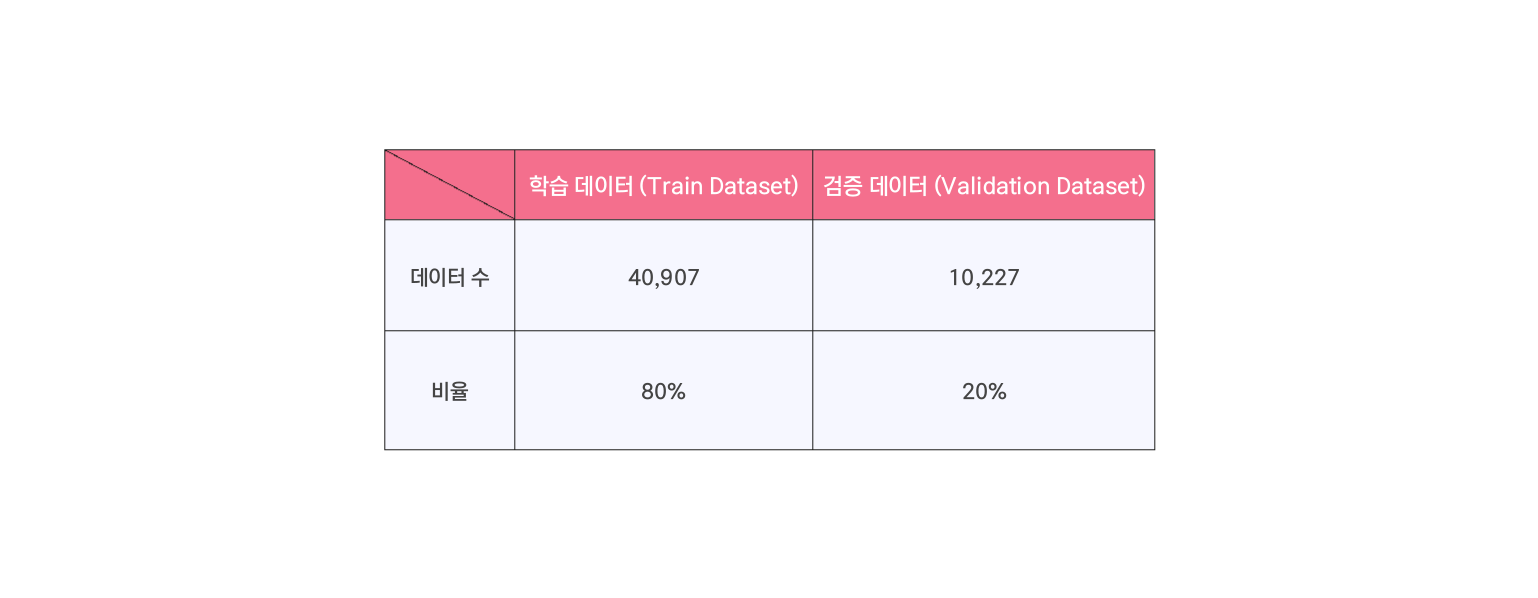 학습 데이터 (Train Dataset) 검증 데이터 (Validation Dataset)
데이터 수 40,907 10,227
비율 80% 20%